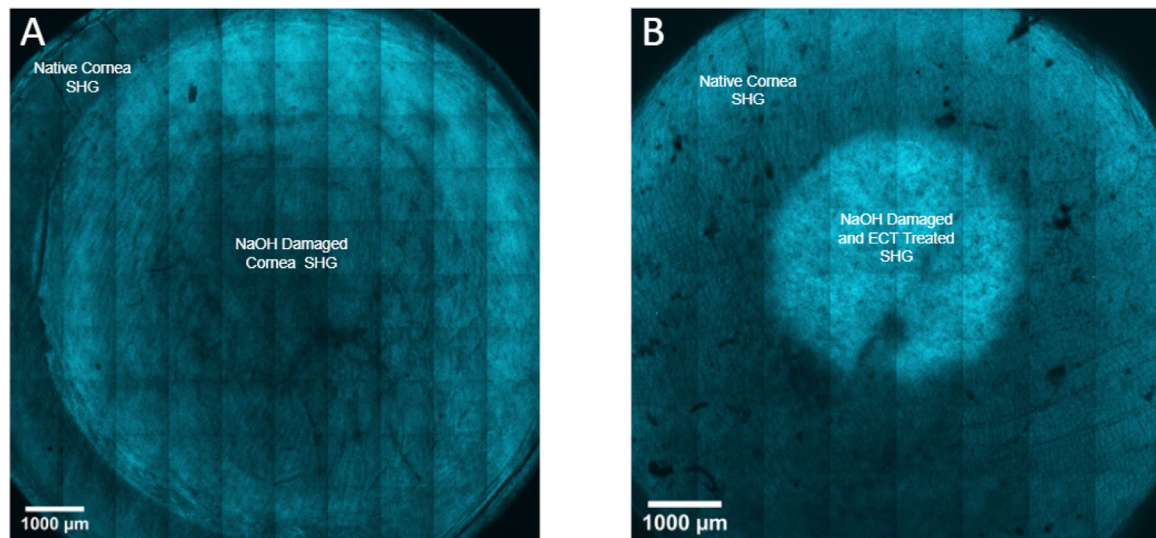 A
Native Cornea
SHG
NaOH Damaged
Cornea SHG
1000 µm
B
Native Cornea
SHG
NaOH Damaged
and ECT Treated
SHG
1000 µm